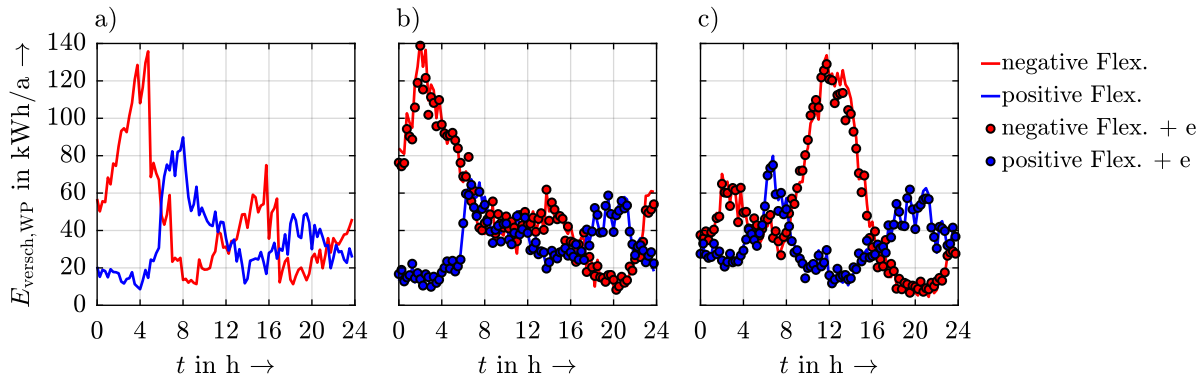 a) b) c)
E_versch,WP in kWh/a →
140
120
100
80
60
40
20
0
0 4 8 12 16 20 24
0 4 8 12 16 20 24
0 4 8 12 16 20 24
t in h →
t in h →
t in h →
negative Flex.
positive Flex.
negative Flex. + e
positive Flex. + e